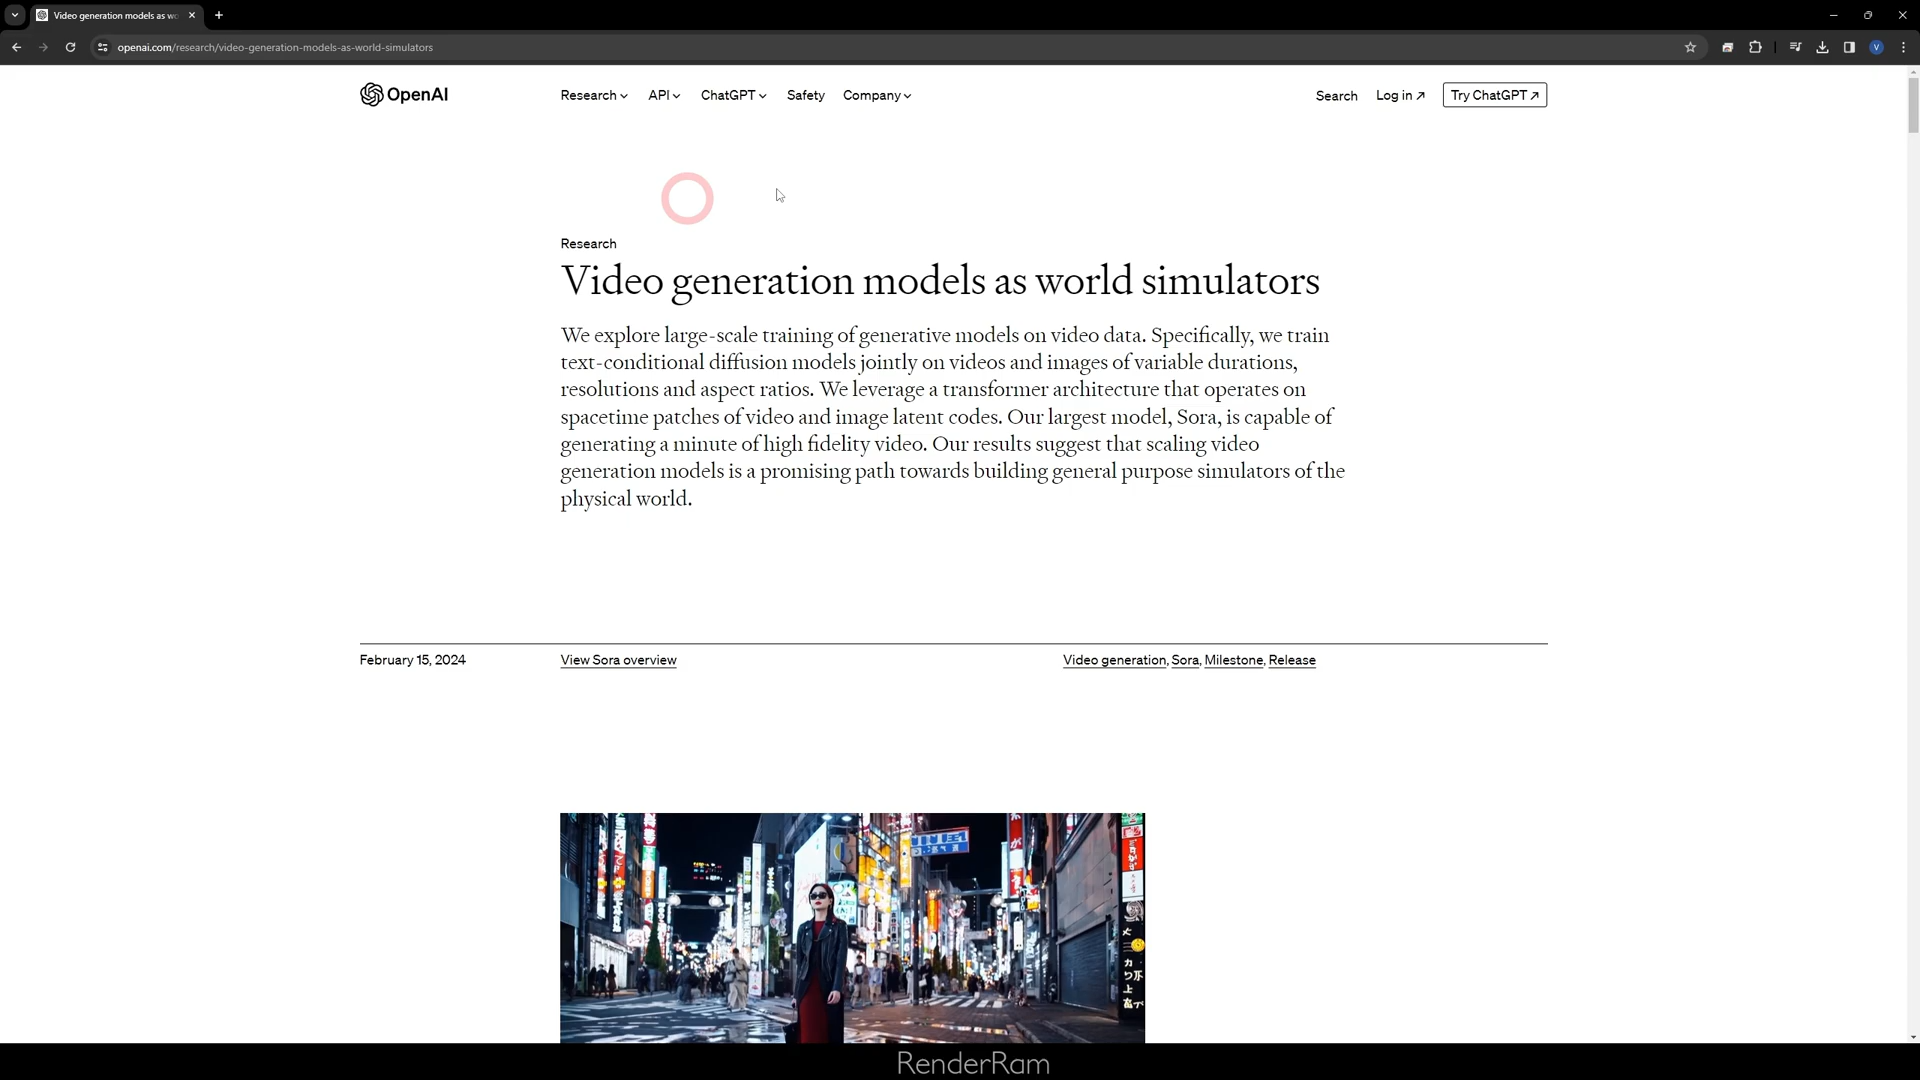 Video generation models as wo
openai.com/research/video-generation-models-as-world-simulators
V
OpenAI
Research
API
ChatGPT
Safety
Company
Search
Log in ↗
Try ChatGPT ↗
Research
Video generation models as world simulators
We explore large-scale training of generative models on video data. Specifically, we train
text-conditional diffusion models jointly on videos and images of variable durations,
resolutions and aspect ratios. We leverage a transformer architecture that operates on
spacetime patches of video and image latent codes. Our largest model, Sora, is capable of
generating a minute of high fidelity video. Our results suggest that scaling video
generation models is a promising path towards building general purpose simulators of the
physical world.
February 15, 2024
View Sora overview
Video generation, Sora, Milestone, Release
RenderRam